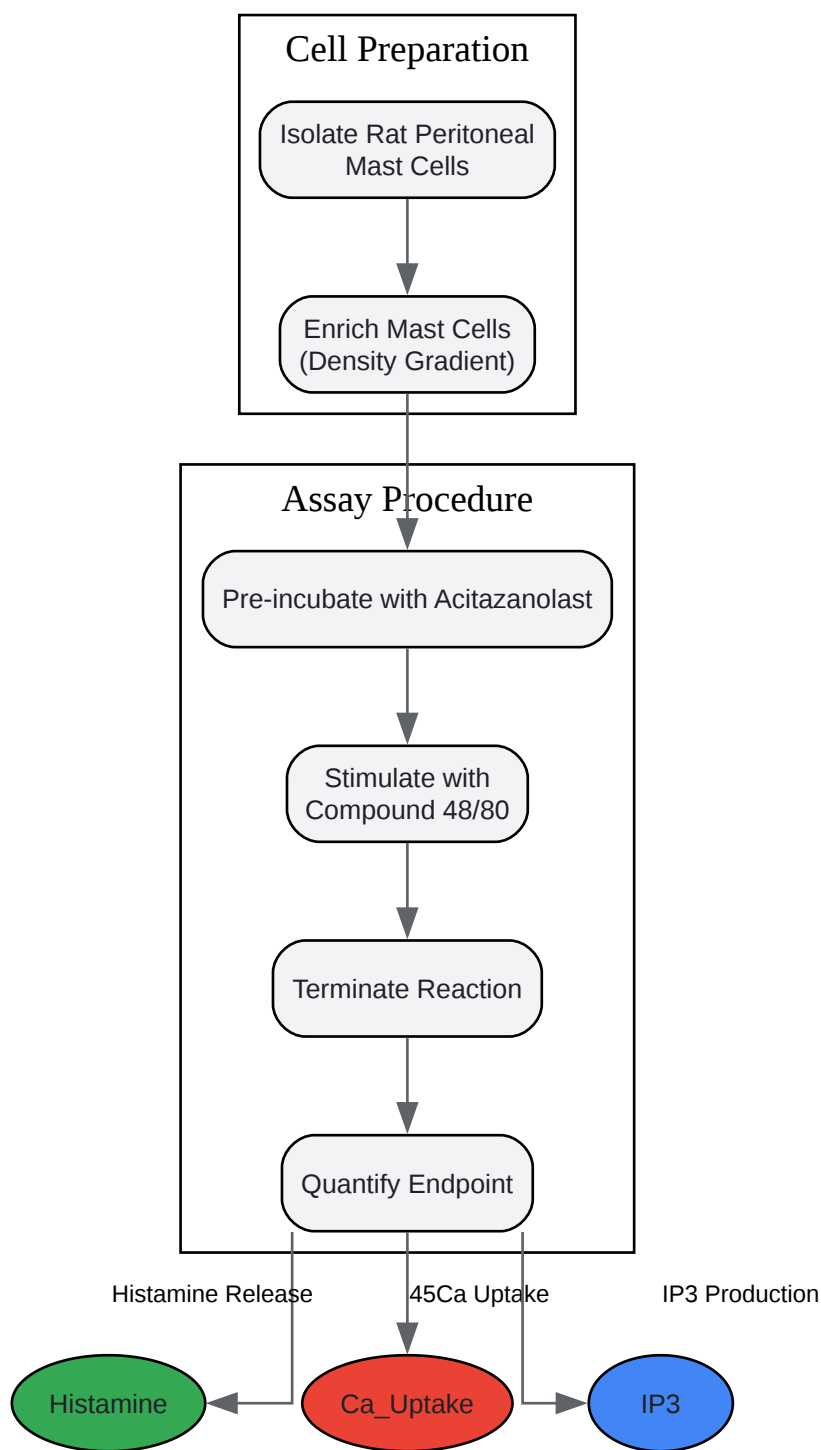 Cell Preparation
Isolate Rat Peritoneal
Mast Cells
Enrich Mast Cells
(Density Gradient)
Assay Procedure
Pre-incubate with Acitazanolast
Stimulate with
Compound 48/80
Terminate Reaction
Quantify Endpoint
Histamine Release
45Ca Uptake
IP3 Production
Histamine
Ca_Uptake
IP3